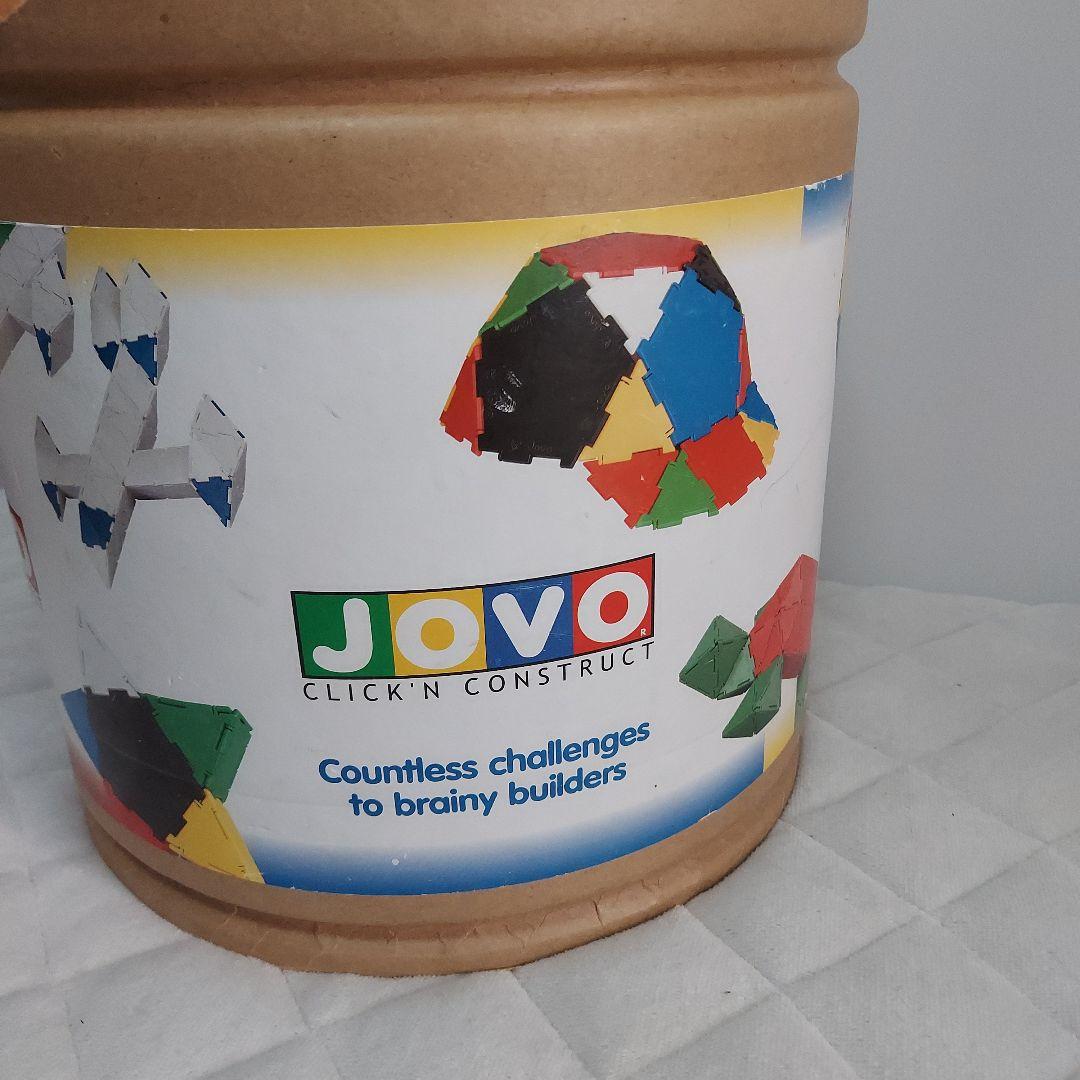 JOVO
R
CLICK'N CONSTRUCT
Countless challenges
to brainy builders